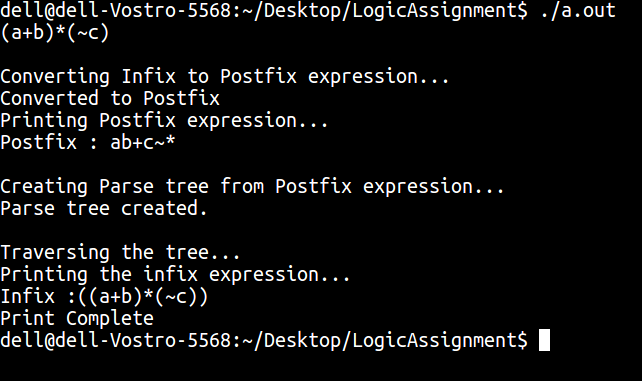 dell@dell-Vostro-5568:~/Desktop/LogicAssignment$ ./a.out
(a+b)*(~c)
Converting Infix to Postfix expression...
Converted to Postfix
Printing Postfix expression...
Postfix : ab+c~*
Creating Parse tree from Postfix expression...
Parse tree created.
Traversing the tree...
Printing the infix expression...
Infix :((a+b)*(~c))
Print Complete
dell@dell-Vostro-5568:~/Desktop/LogicAssignment$